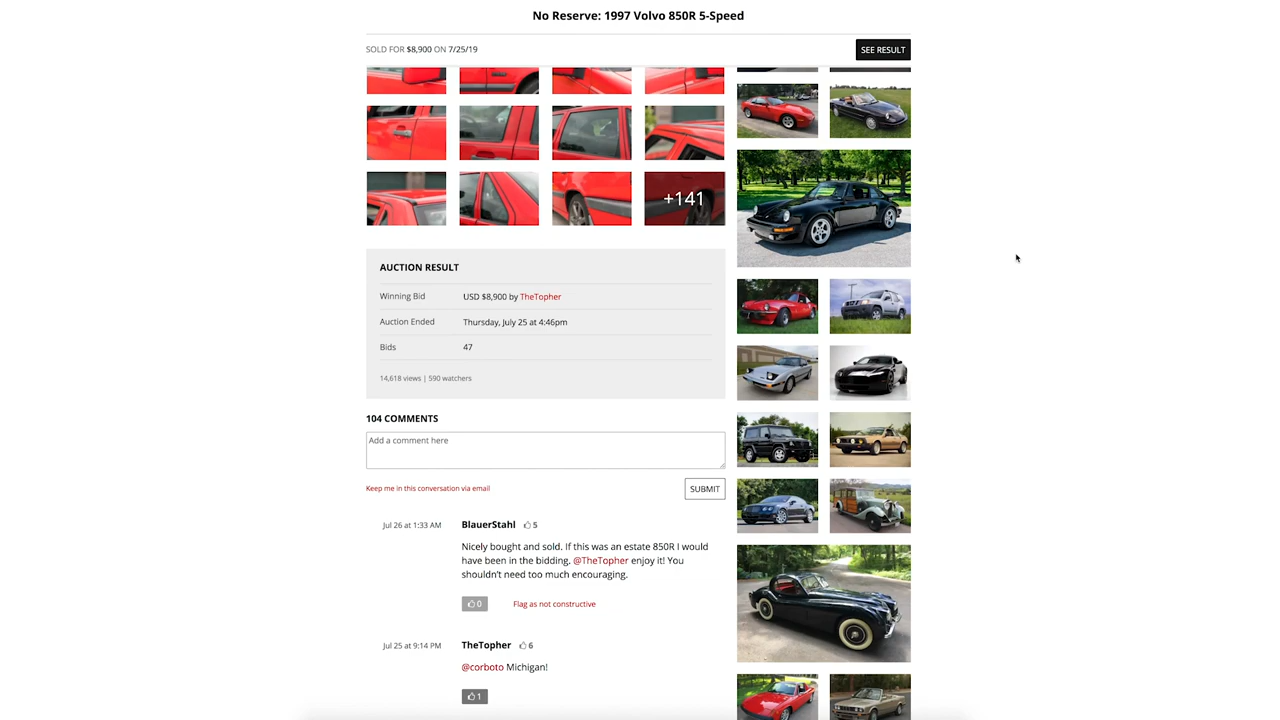 No Reserve: 1997 Volvo 850R 5-Speed
SOLD FOR $8,900 ON 7/25/19
SEE RESULT
+141
AUCTION RESULT
Winning Bid USD $8,900 by TheTopher
Auction Ended Thursday, July 25 at 4:46pm
Bids 47
14,618 views | 590 watchers
104 COMMENTS
Add a comment here
Keep me in this conversation via email
SUBMIT
Jul 26 at 1:33 AM BlauerStahl 5
Nicely bought and sold. If this was an estate 850R I would
have been in the bidding. @TheTopher enjoy it! You
shouldn't need too much encouraging.
0 Flag as not constructive
Jul 25 at 9:14 PM TheTopher 6
@corboto Michigan!
1